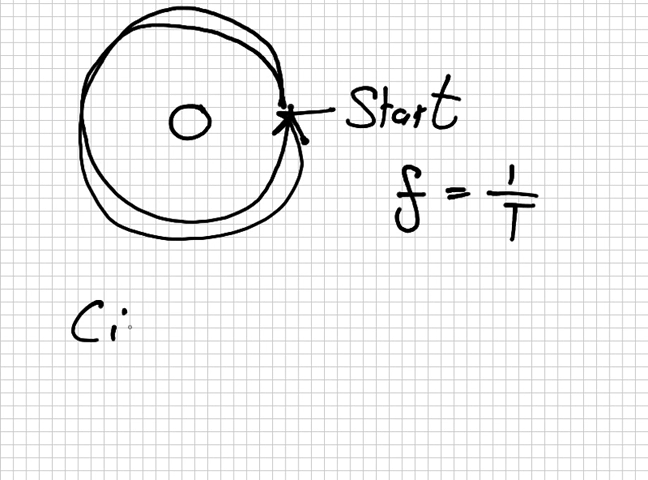 Start
f = 1/T
Ci